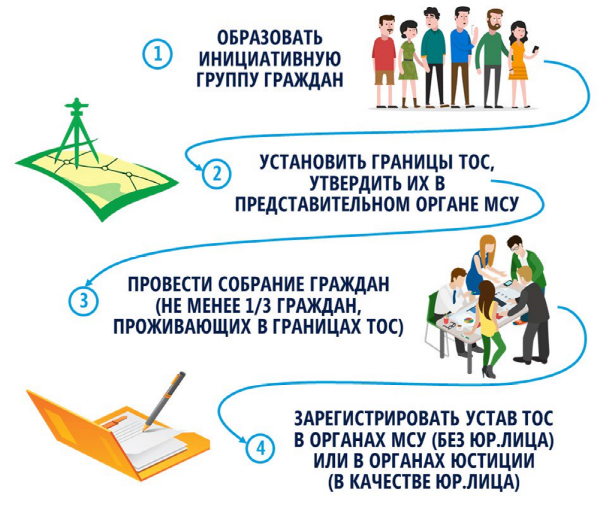 1
ОБРАЗОВАТЬ
ИНИЦИАТИВНУЮ
ГРУППУ ГРАЖДАН
2
УСТАНОВИТЬ ГРАНИЦЫ ТОС,
УТВЕРДИТЬ ИХ В
ПРЕДСТАВИТЕЛЬНОМ ОРГАНЕ МСУ
3
ПРОВЕСТИ СОБРАНИЕ ГРАЖДАН
(НЕ МЕНЕЕ 1/3 ГРАЖДАН,
ПРОЖИВАЮЩИХ В ГРАНИЦАХ ТОС)
4
ЗАРЕГИСТРИРОВАТЬ УСТАВ ТОС
В ОРГАНАХ МСУ (БЕЗ ЮР.ЛИЦА)
ИЛИ В ОРГАНАХ ЮСТИЦИИ
(В КАЧЕСТВЕ ЮР.ЛИЦА)